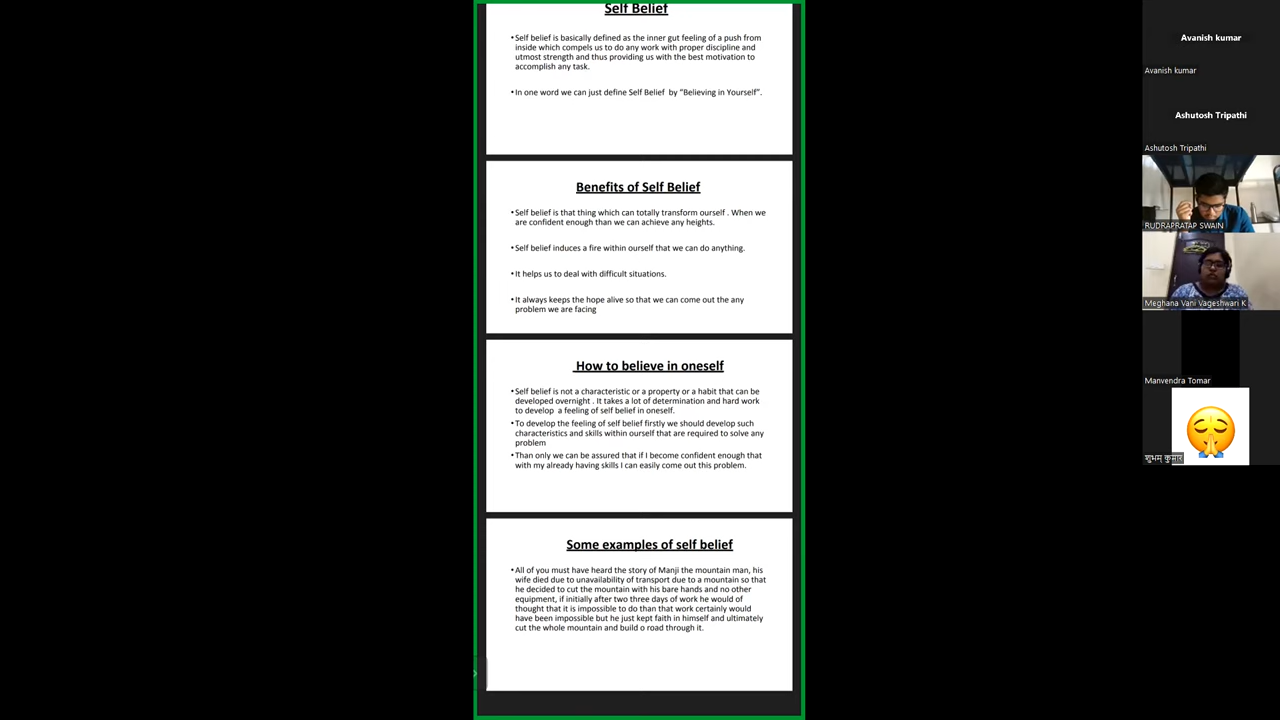 Self Belief
•Self belief is basically defined as the inner gut feeling of a push from
inside which compels us to do any work with proper discipline and
utmost strength and thus providing us with the best motivation to
accomplish any task.
•In one word we can just define Self Belief by “Believing in Yourself”.
Benefits of Self Belief
•Self belief is that thing which can totally transform ourself . When we
are confident enough than we can achieve any heights.
•Self belief induces a fire within ourself that we can do anything.
•It helps us to deal with difficult situations.
•It always keeps the hope alive so that we can come out the any
problem we are facing
How to believe in oneself
•Self belief is not a characteristic or a property or a habit that can be
developed overnight . It takes a lot of determination and hard work
to develop a feeling of self belief in oneself.
•To develop the feeling of self belief firstly we should develop such
characteristics and skills within ourself that are required to solve any
problem
•Than only we can be assured that if I become confident enough that
with my already having skills I can easily come out this problem.
Some examples of self belief
•All of you must have heard the story of Manji the mountain man, his
wife died due to unavailability of transport due to a mountain so that
he decided to cut the mountain with his bare hands and no other
equipment, if initially after two three days of work he would of
thought that it is impossible to do than that work certainly would
have been impossible but he just kept faith in himself and ultimately
cut the whole mountain and build o road through it.
Avanish kumar
Avanish kumar
Ashutosh Tripathi
Ashutosh Tripathi
RUDRAPRATAP SWAIN
Meghana Vani Vageshwari K
Manvendra Tomar
शुभम् कुमार